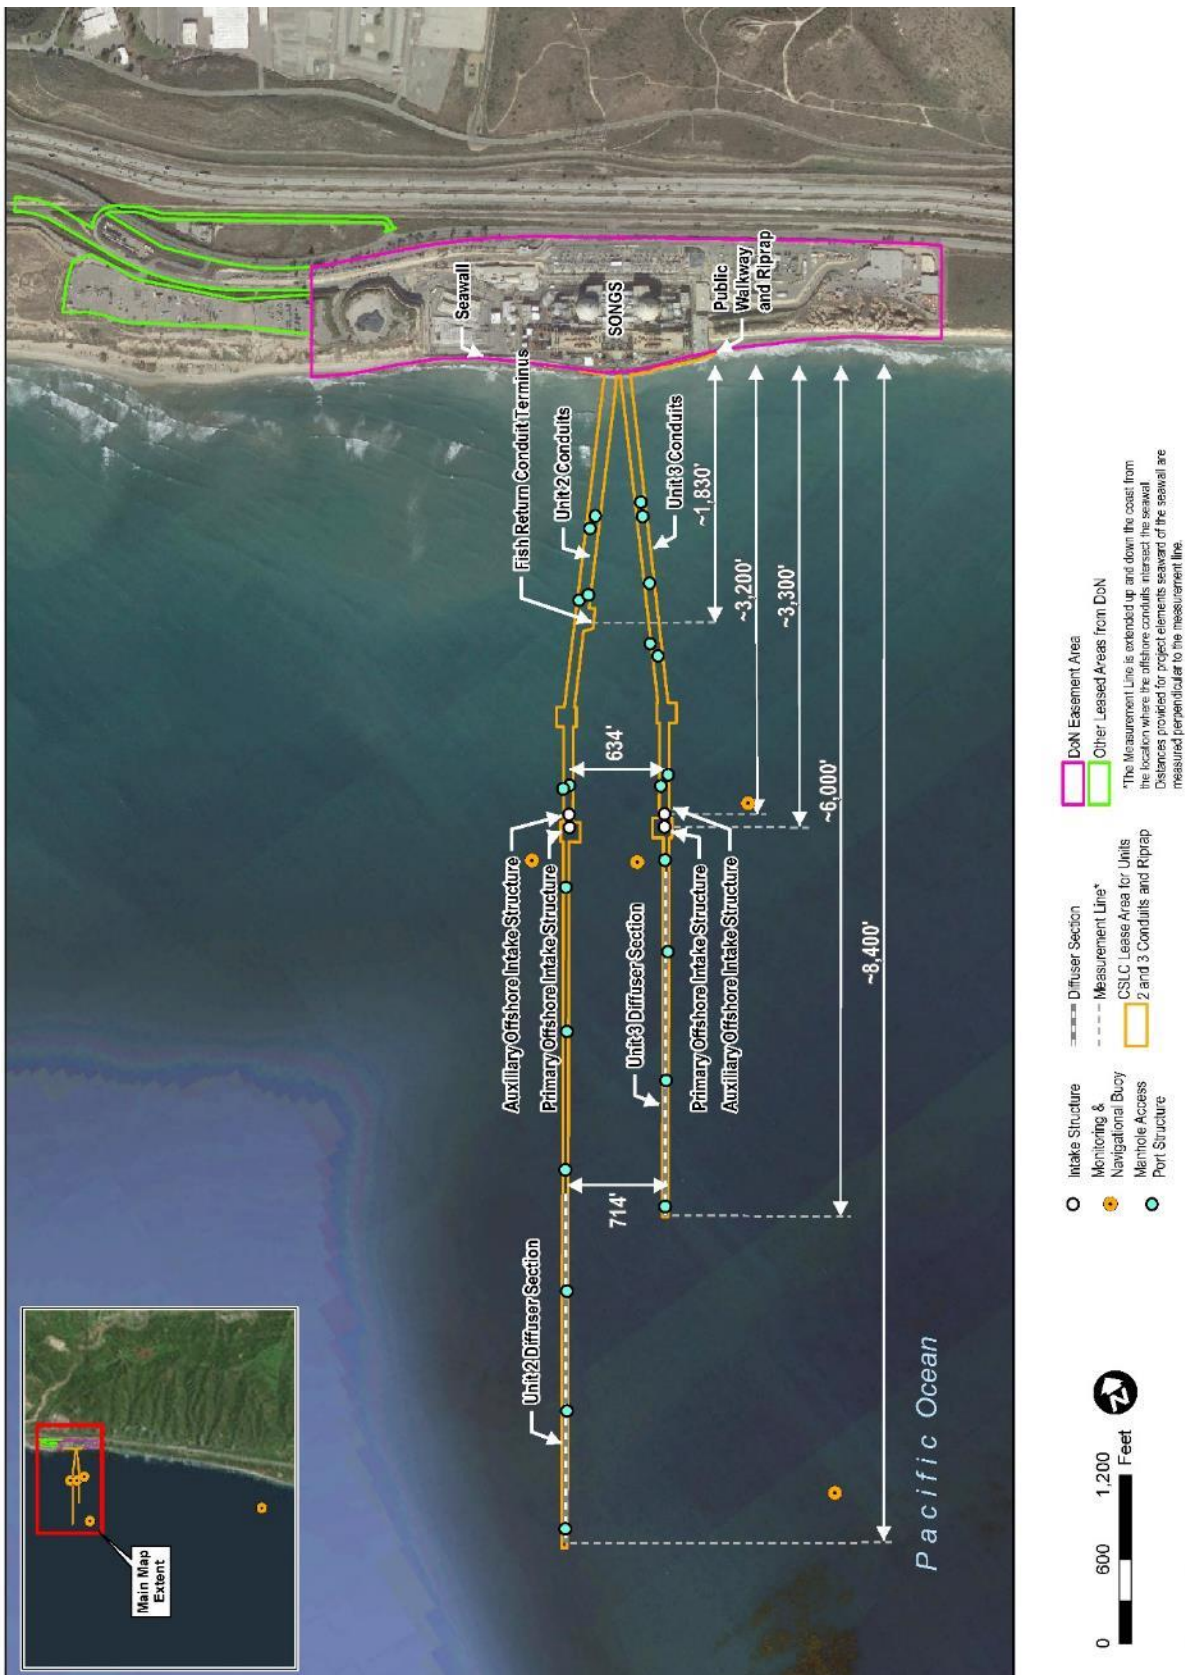 Seawall
SONGS
Public
Walkway
and Riprap
Fish Return Conduit Terminus
Unit 2 Conduits
Unit 3 Conduits
~1,830'
~3,200'
~3,300'
~6,000'
~8,400'
634'
714'
Auxiliary Offshore Intake Structure
Primary Offshore Intake Structure
Unit 3 Diffuser Section
Primary Offshore Intake Structure
Auxiliary Offshore Intake Structure
Unit 2 Diffuser Section
Pacific Ocean
Main Map
Extent
0 600 1,200
Feet
N
Intake Structure
Monitoring &
Navigational Buoy
Manhole Access
Port Structure
Diffuser Section
Measurement Line*
CSLC Lease Area for Units
2 and 3 Conduits and Riprap
DoN Easement Area
Other Leased Areas from DoN
*The Measurement Line is extended up and down the coast from
the location where the offshore conduits intersect the seawall.
Distances provided for project elements seaward of the seawall are
measured perpendicular to the measurement line.